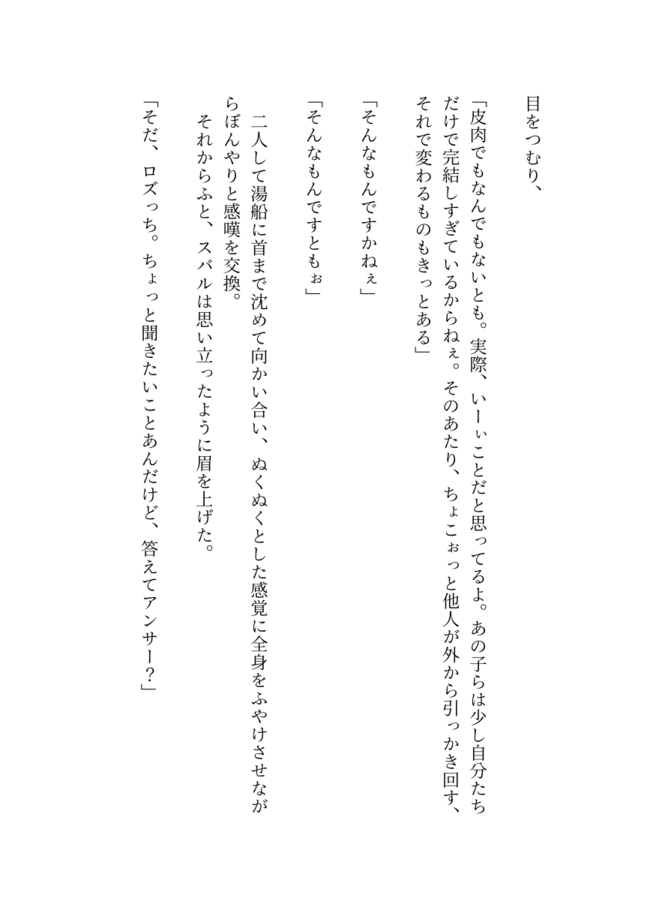 目をつむり、
「皮肉でもなんでもないとも。実際、いーぃことだと思ってるよ。あの子らは少し自分たち
だけで完結しすぎているからねぇ。そのあたり、ちょこぉっと他人が外から引っかき回す、
それで変わるものもきっとある」
「そんなもんですかねぇ」
「そんなもんですともぉ」
二人して湯船に首まで沈めて向かい合い、ぬくぬくとした感覚に全身をふやけさせなが
らぼんやりと感嘆を交換。
それからふと、スバルは思い立ったように眉を上げた。
「そだ、ロズっち。ちょっと聞きたいことあんだけど、答えてアンサー？」